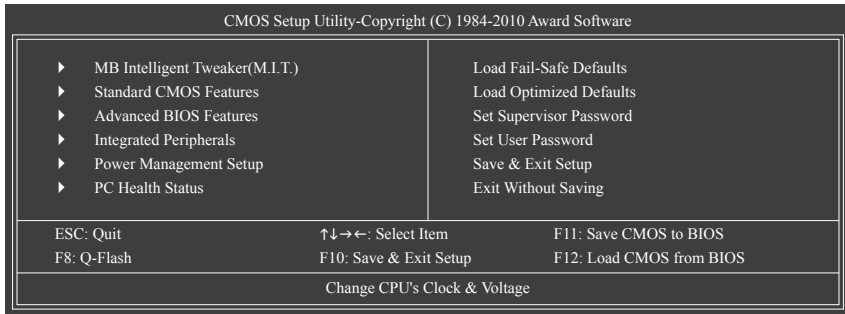 CMOS Setup Utility-Copyright (C) 1984-2010 Award Software
MB Intelligent Tweaker(M.I.T.)
Standard CMOS Features
Advanced BIOS Features
Integrated Peripherals
Power Management Setup
PC Health Status
Load Fail-Safe Defaults
Load Optimized Defaults
Set Supervisor Password
Set User Password
Save & Exit Setup
Exit Without Saving
ESC: Quit ↑↓→←: Select Item F11: Save CMOS to BIOS
F8: Q-Flash F10: Save & Exit Setup F12: Load CMOS from BIOS
Change CPU's Clock & Voltage